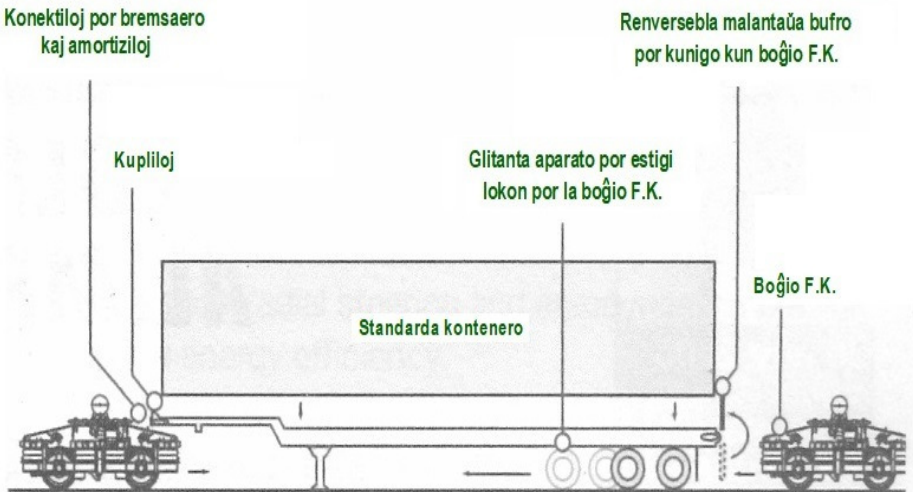 Konektiloj por bremsaero
kaj amortiziloj
Renversebla malantaŭa bufro
por kunigo kun boĝio F.K.
Kupliloj
Glitanta aparato por estigi
lokon por la boĝio F.K.
Boĝio F.K.
Standarda kontenero